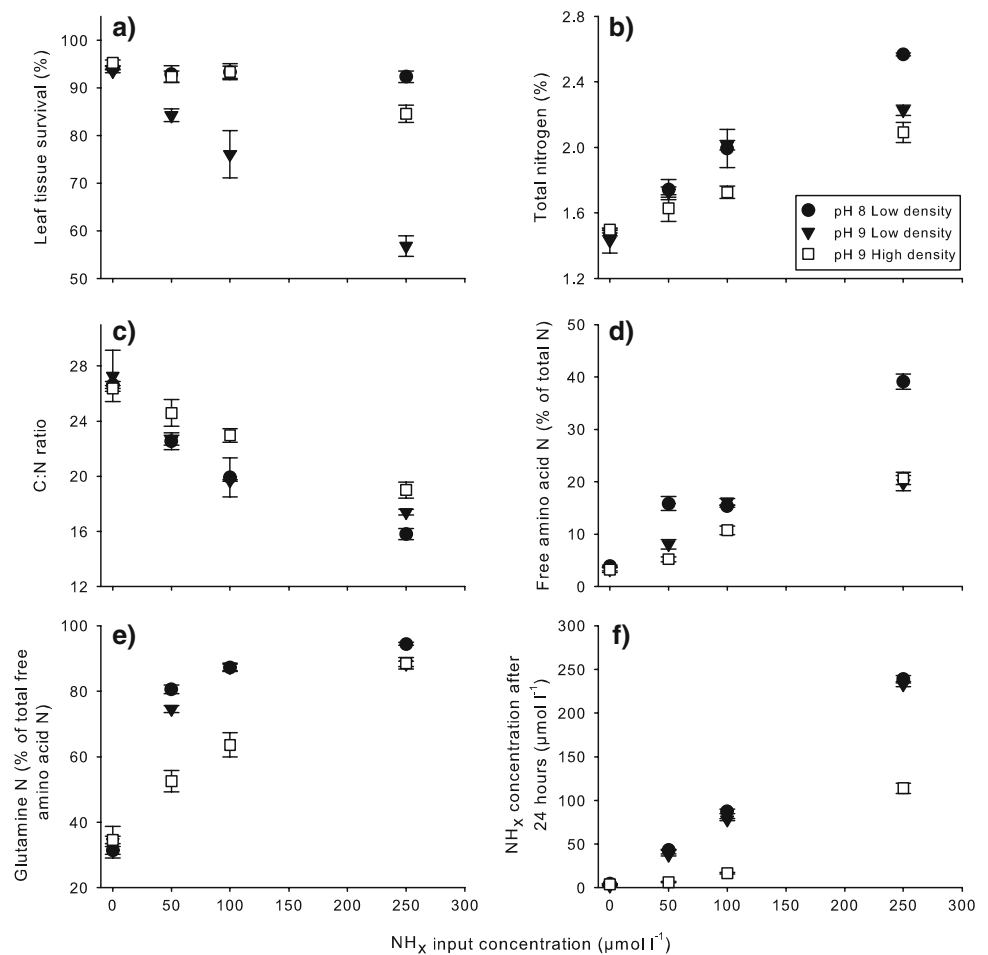 a)
100
90
80
70
60
50
Leaf tissue survival (%)
b)
2.8
2.4
2.0
1.6
1.2
Total nitrogen (%)
pH 8 Low density
pH 9 Low density
pH 9 High density
c)
28
24
20
16
12
C:N ratio
d)
50
40
30
20
10
0
Free amino acid N (% of total N)
e)
100
80
60
40
20
Glutamine N (% of total free
amino acid N)
0 50 100 150 200 250 300
f)
300
250
200
150
100
50
0
NHx concentration after
24 hours (µmol l⁻¹)
0 50 100 150 200 250 300
NHx input concentration (µmol l⁻¹)